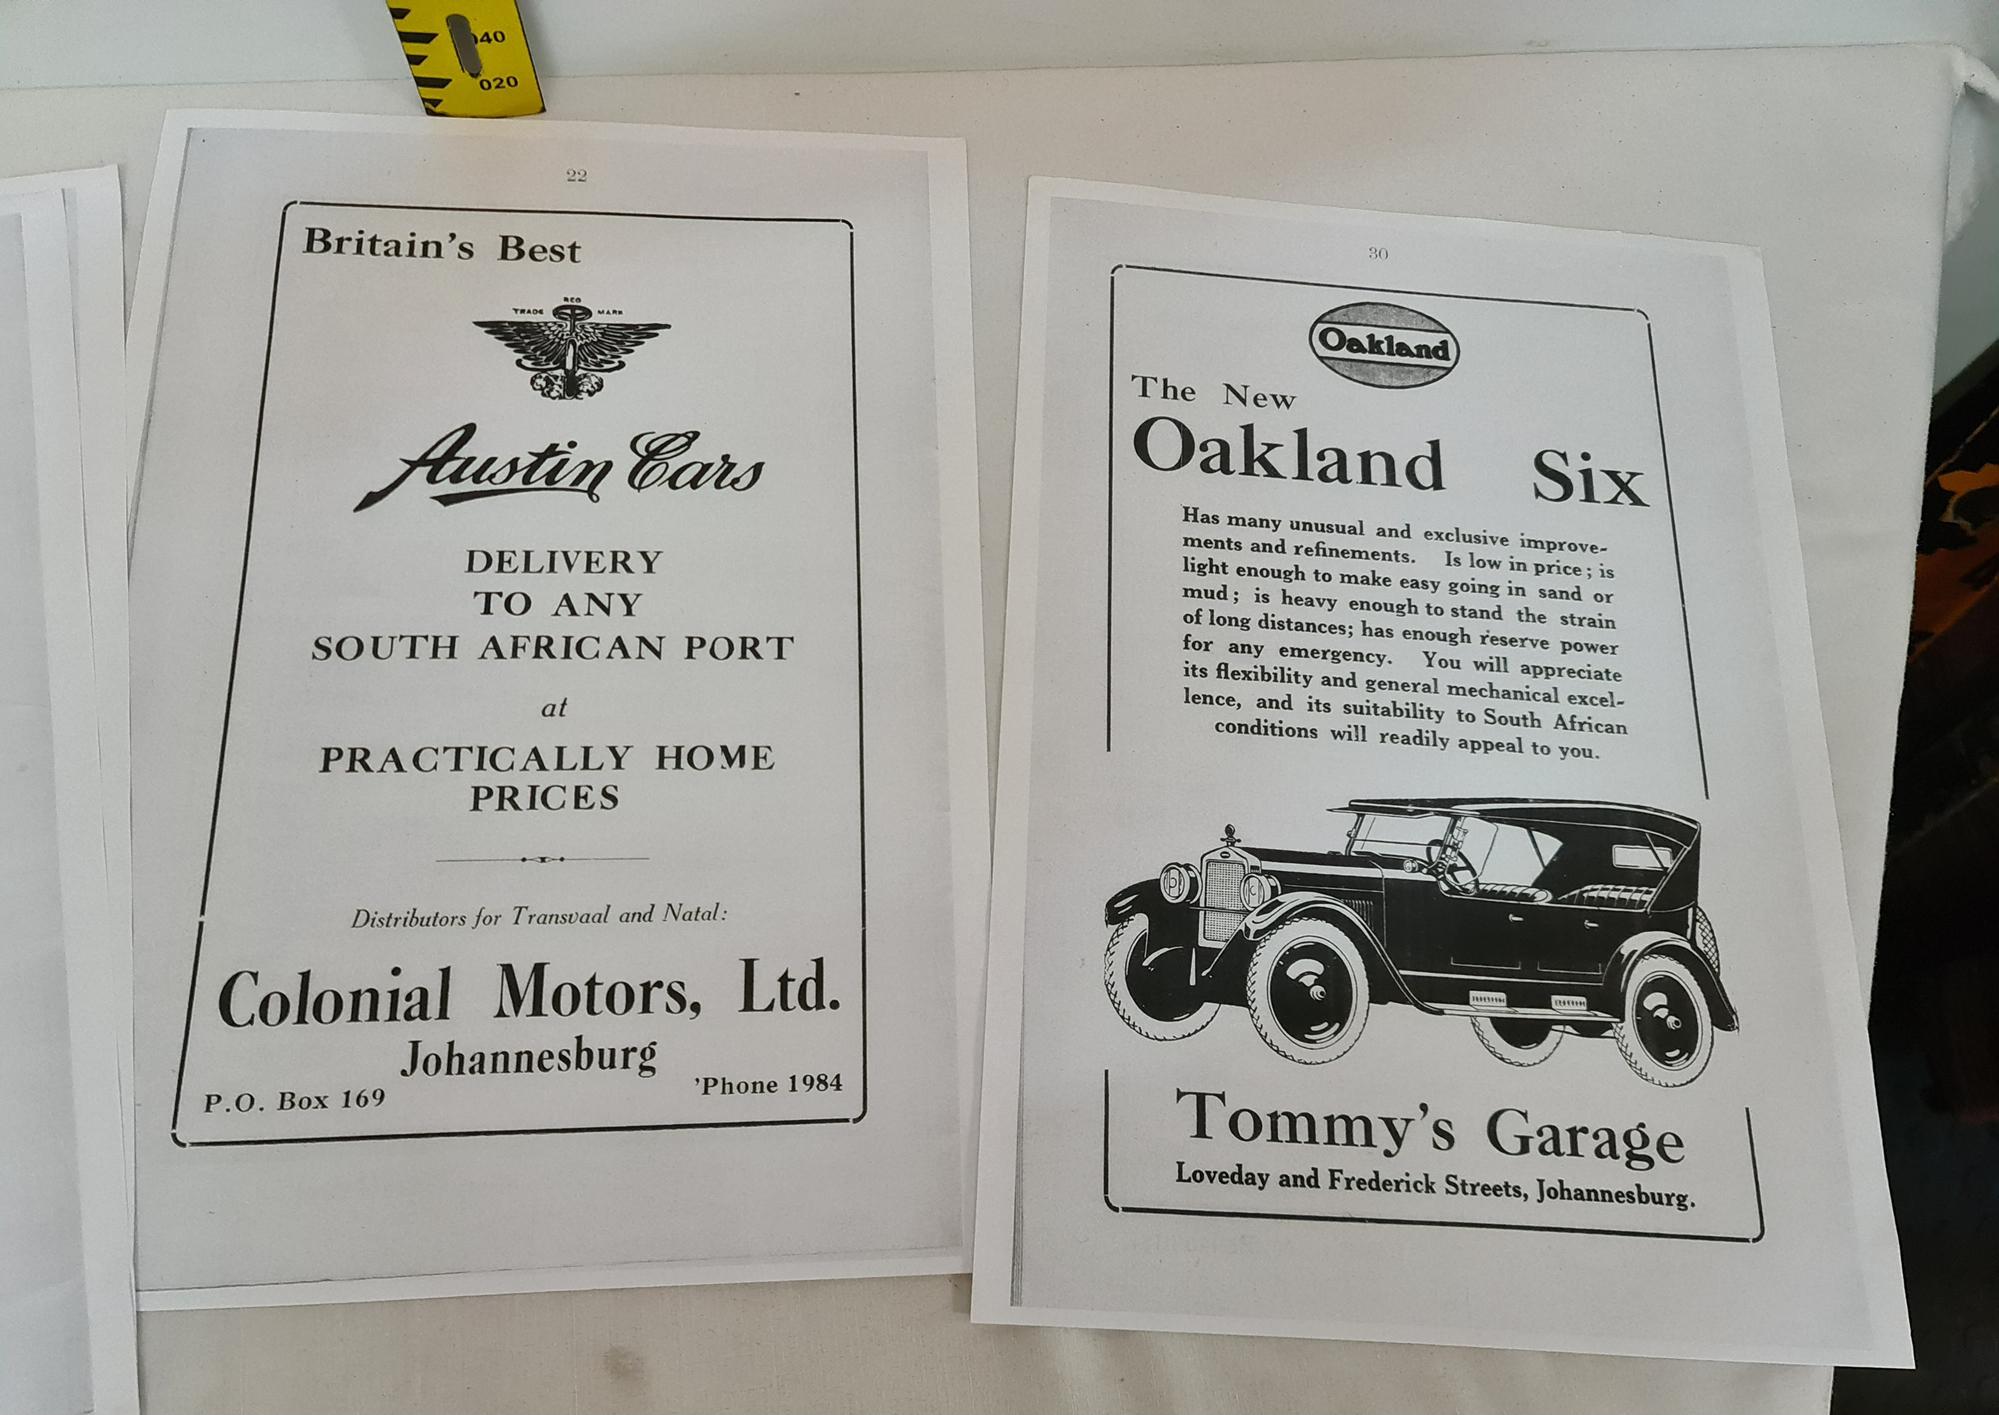 040
020
22
Britain's Best
REG
TRADE MARK
Austin Cars
DELIVERY
TO ANY
SOUTH AFRICAN PORT
at
PRACTICALLY HOME
PRICES
Distributors for Transvaal and Natal:
Colonial Motors, Ltd.
Johannesburg
P.O. Box 169
'Phone 1984
30
Oakland
The New
Oakland Six
Has many unusual and exclusive improve-
ments and refinements. Is low in price; is
light enough to make easy going in sand or
mud; is heavy enough to stand the strain
of long distances; has enough reserve power
for any emergency. You will appreciate
its flexibility and general mechanical excel-
lence, and its suitability to South African
conditions will readily appeal to you.
Tommy's Garage
Loveday and Frederick Streets, Johannesburg.